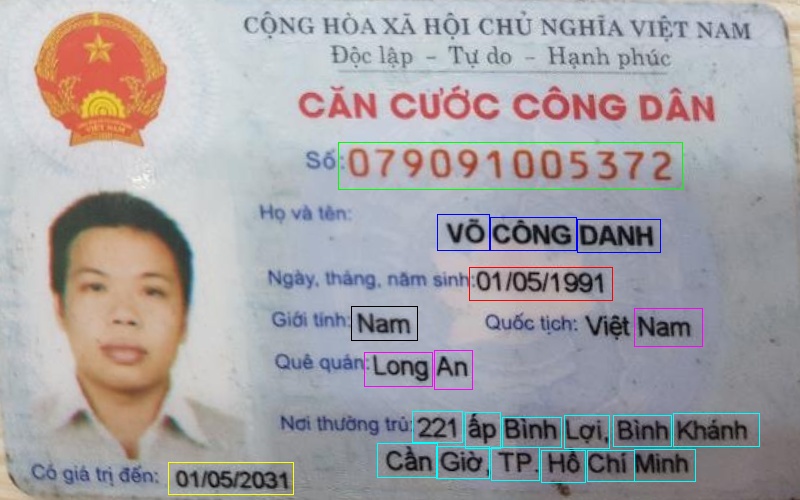 CỘNG HÒA XÃ HỘI CHỦ NGHĨA VIỆT NAM
Độc lập - Tự do - Hạnh phúc
CĂN CƯỚC CÔNG DÂN
Số: 079091005372
Họ và tên:
VÕ CÔNG DANH
Ngày, tháng, năm sinh: 01/05/1991
Giới tính: Nam Quốc tịch: Việt Nam
Quê quán: Long An
Nơi thường trú: 221 ấp Bình Lợi, Bình Khánh
Cần Giờ, TP. Hồ Chí Minh
Có giá trị đến: 01/05/2031